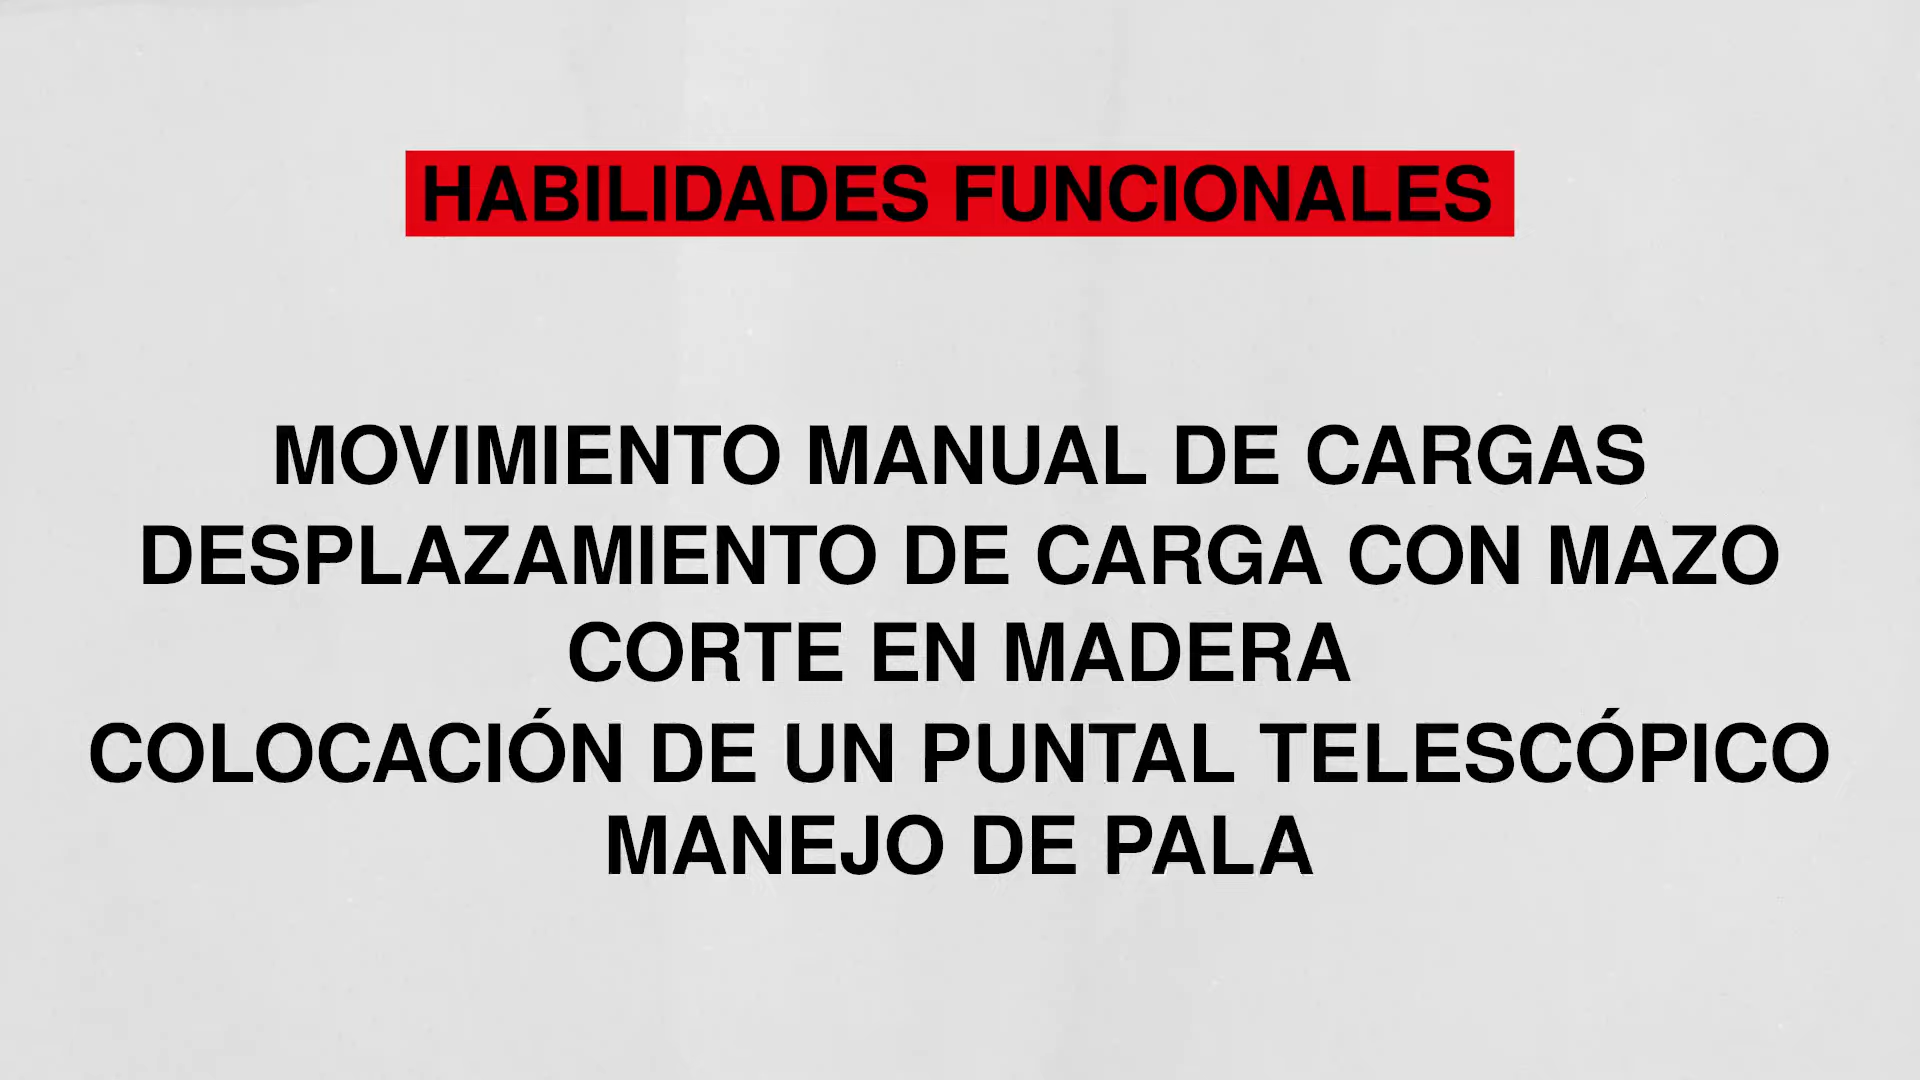 HABILIDADES FUNCIONALES
MOVIMIENTO MANUAL DE CARGAS
DESPLAZAMIENTO DE CARGA CON MAZO
CORTE EN MADERA
COLOCACIÓN DE UN PUNTAL TELESCÓPICO
MANEJO DE PALA